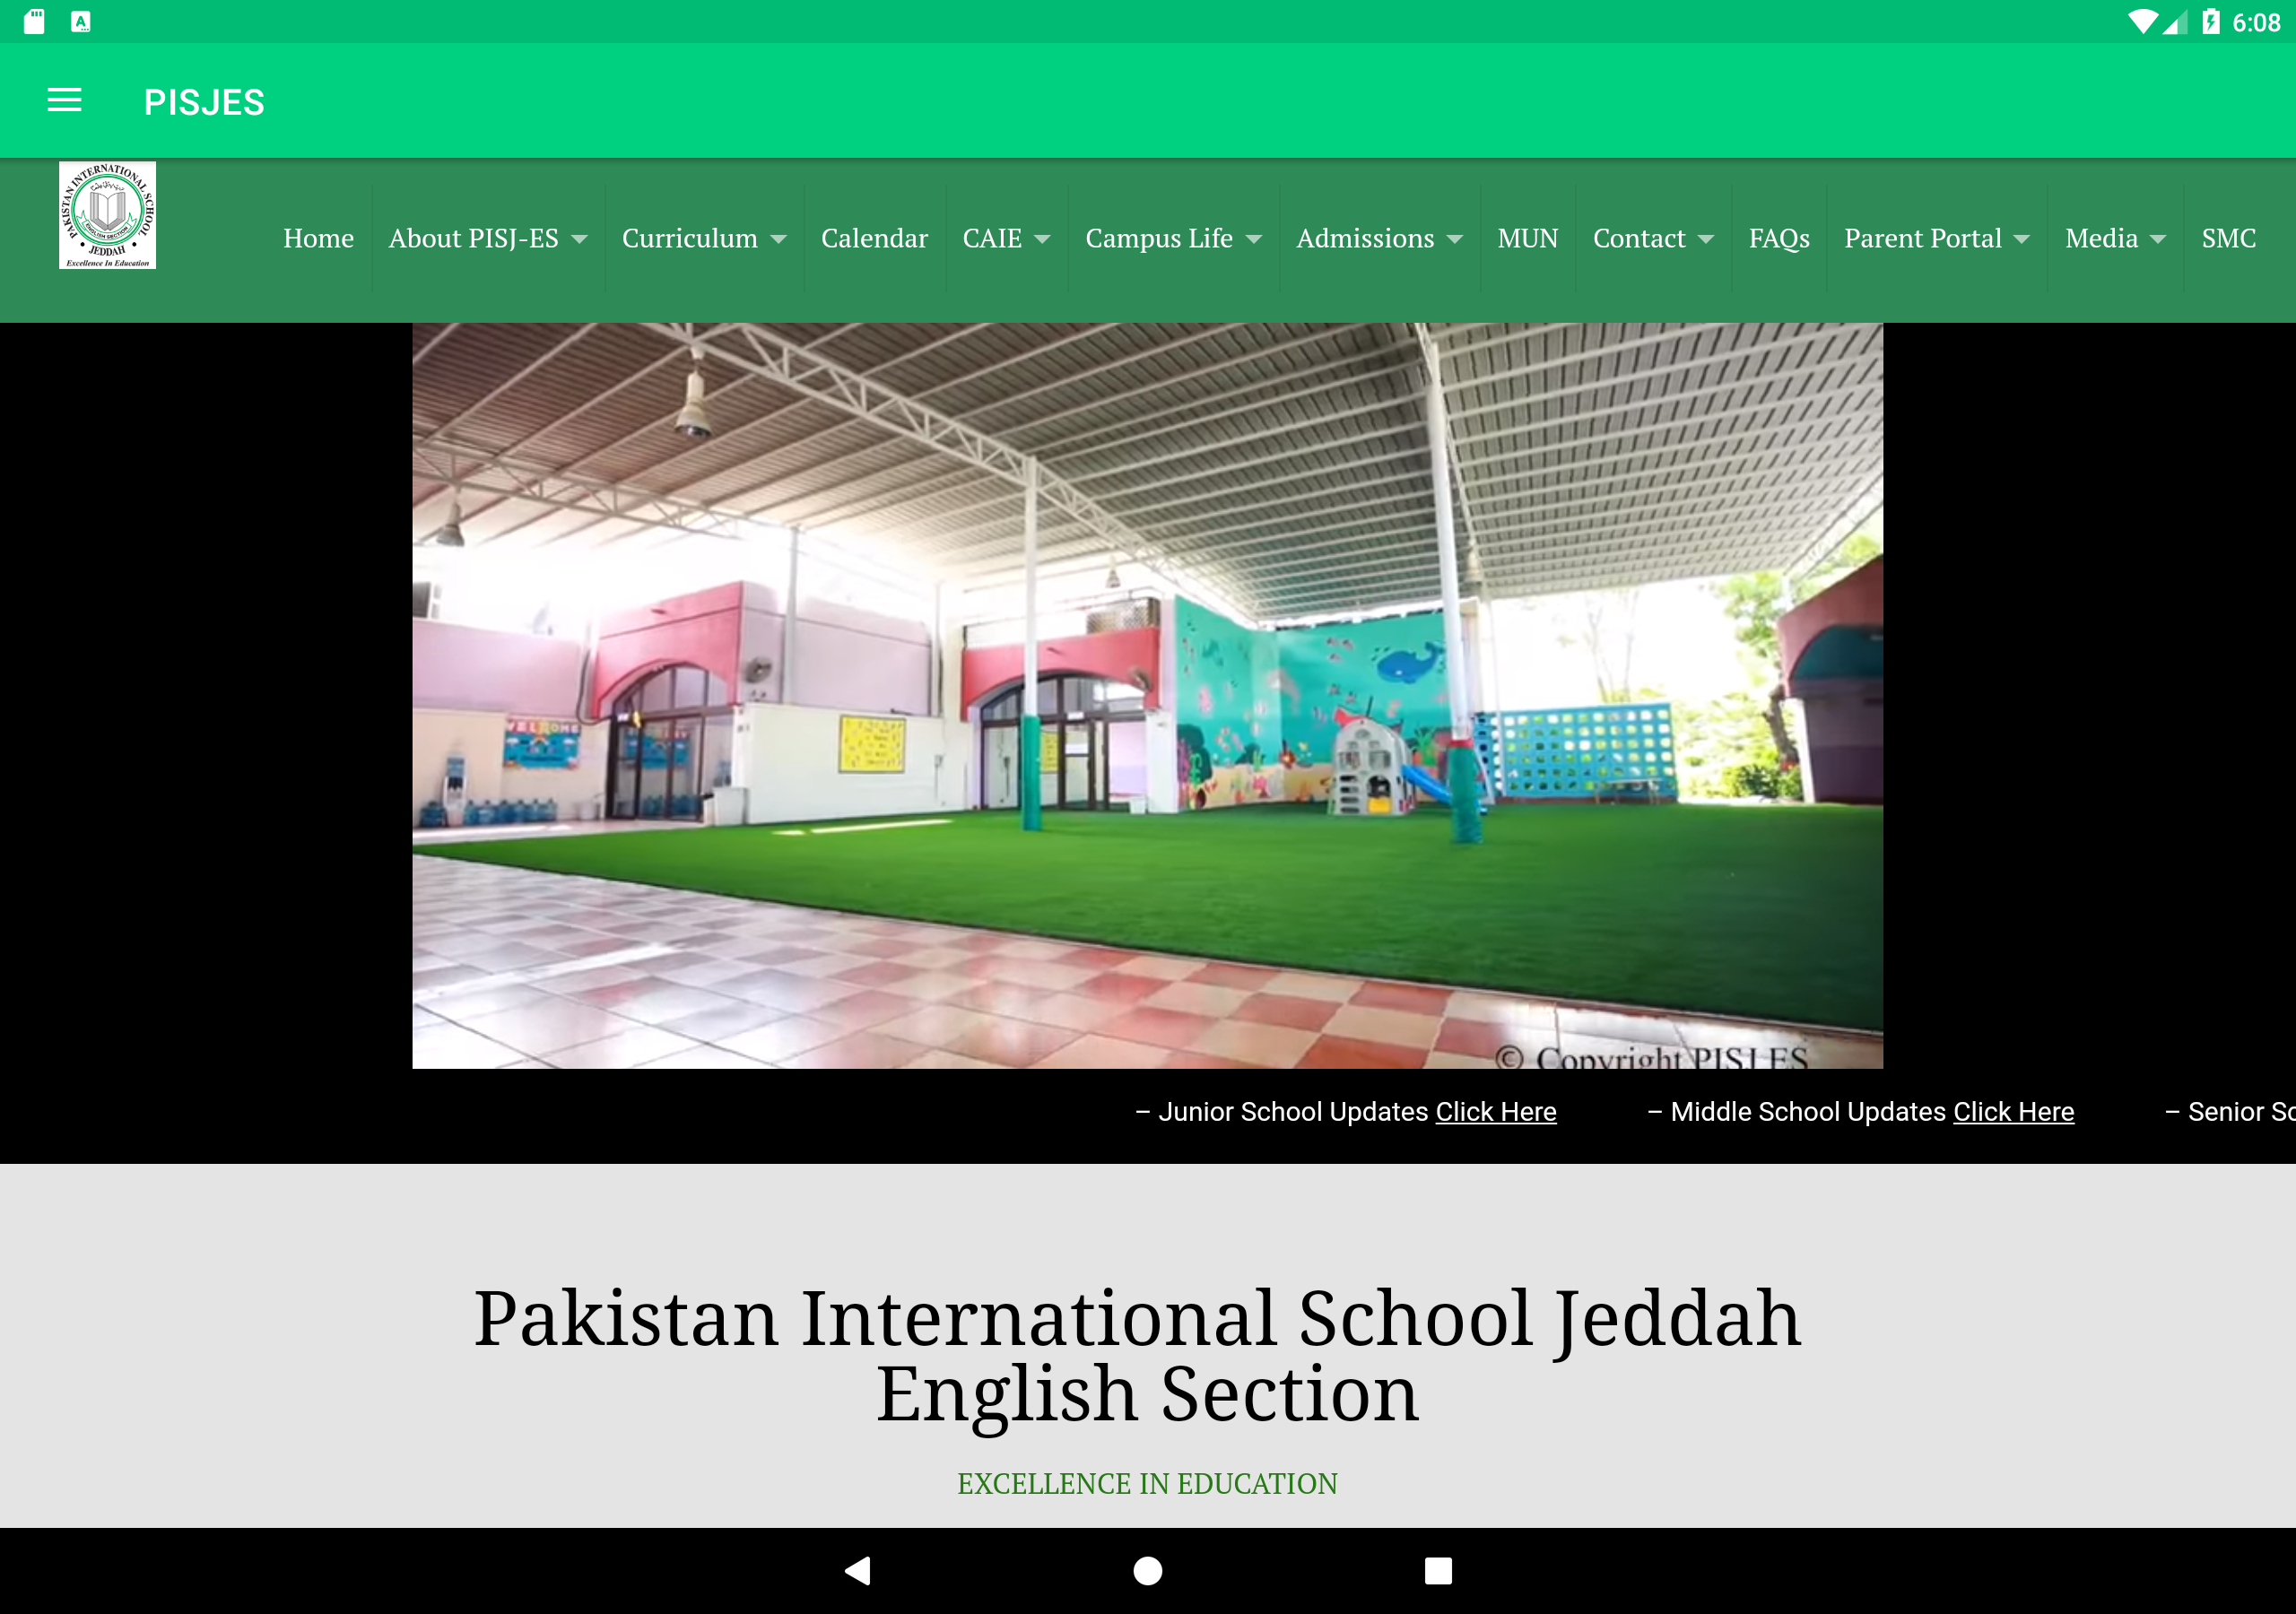 6:08
PISJES
PAKISTAN INTERNATIONAL SCHOOL
ENGLISH SECTION
• JEDDAH •
Excellence In Education
Home About PISJ-ES Curriculum Calendar CAIE Campus Life Admissions MUN Contact FAQs Parent Portal Media SMC
WELCOME
© Copyright PISJ ES
– Junior School Updates Click Here – Middle School Updates Click Here – Senior Sc
Pakistan International School Jeddah
English Section
EXCELLENCE IN EDUCATION